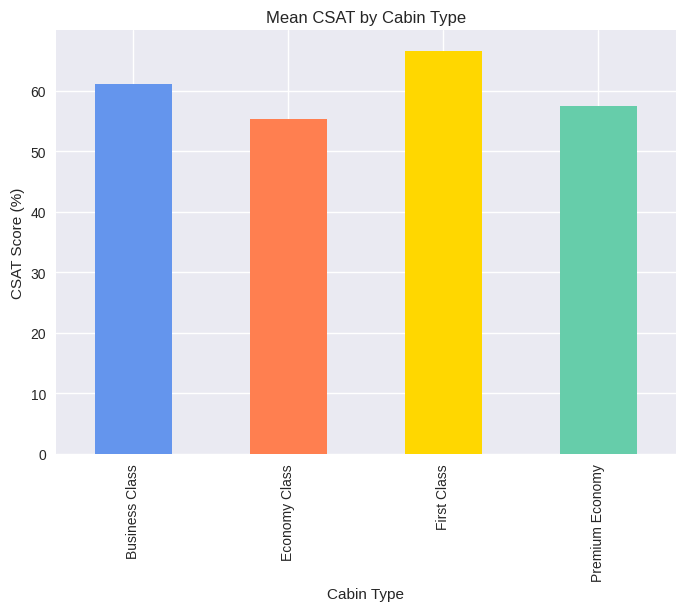 Mean CSAT by Cabin Type
CSAT Score (%)
60
50
40
30
20
10
0
Business Class
Economy Class
First Class
Premium Economy
Cabin Type